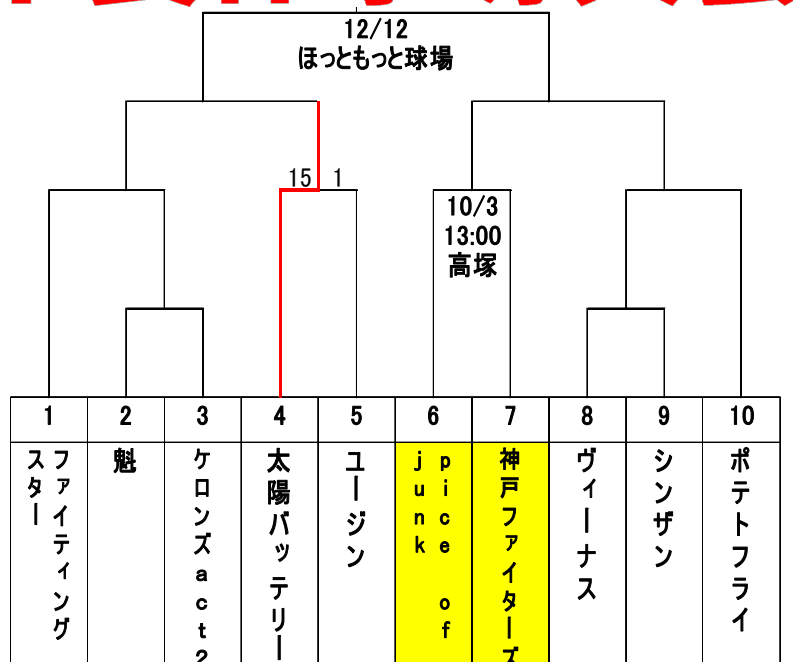 12/12
ほっともっと球場
15 1
10/3
13:00
高塚
1 2 3 4 5 6 7 8 9 10
ファイティング
スター
魁
ケロンズact2
太陽バッテリー
ユージン
pice of
junk
神戸ファイターズ
ヴィーナス
シンザン
ポテトフライ